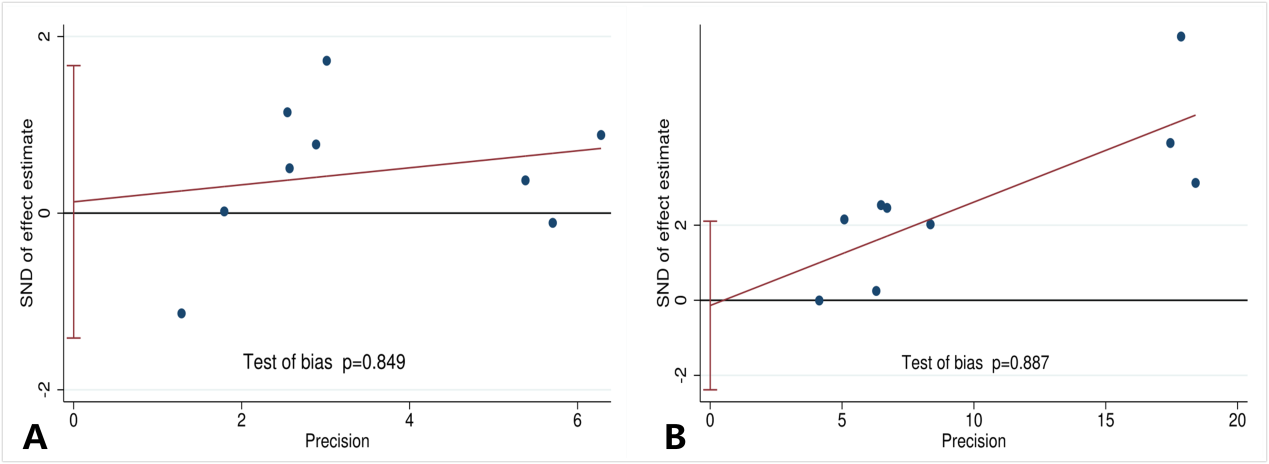 2
0
-2
SND of effect estimate
Test of bias p=0.849
0 2 4 6
Precision
A
2
0
-2
SND of effect estimate
Test of bias p=0.887
0 5 10 15 20
Precision
B